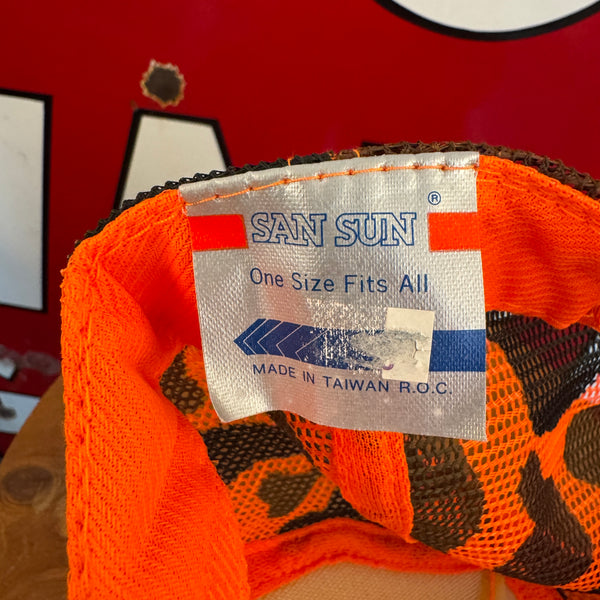 SAN SUN ®
One Size Fits All
MADE IN TAIWAN R.O.C.